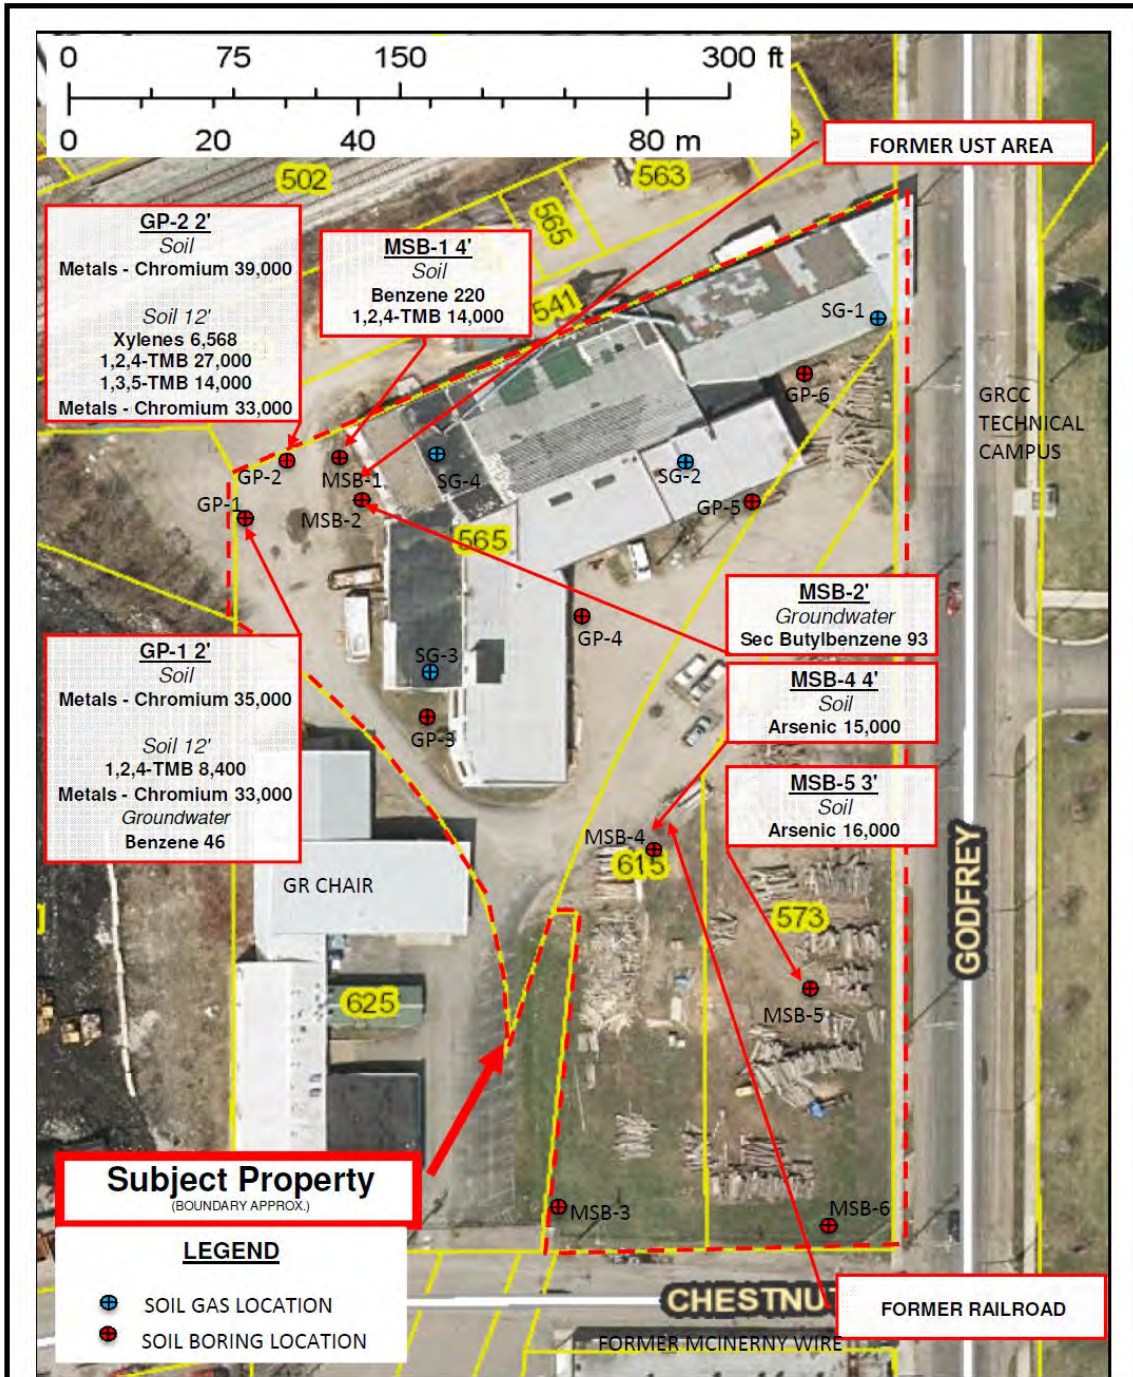 0 75 150 300 ft
0 20 40 80 m
FORMER UST AREA
502
563
565
541
GP-2 2'
Soil
Metals - Chromium 39,000
Soil 12'
Xylenes 6,568
1,2,4-TMB 27,000
1,3,5-TMB 14,000
Metals - Chromium 33,000
MSB-1 4'
Soil
Benzene 220
1,2,4-TMB 14,000
SG-1
GP-6
GRCC
TECHNICAL
CAMPUS
GP-2
MSB-1
SG-4
SG-2
GP-1
MSB-2
GP-5
565
MSB-2'
Groundwater
Sec Butylbenzene 93
GP-4
GP-1 2'
Soil
Metals - Chromium 35,000
Soil 12'
1,2,4-TMB 8,400
Metals - Chromium 33,000
Groundwater
Benzene 46
SG-3
GP-3
MSB-4 4'
Soil
Arsenic 15,000
MSB-5 3'
Soil
Arsenic 16,000
MSB-4
615
GR CHAIR
573
GODFREY
625
MSB-5
Subject Property
(BOUNDARY APPROX.)
MSB-3
MSB-6
LEGEND
SOIL GAS LOCATION
SOIL BORING LOCATION
CHESTNUT
FORMER RAILROAD
FORMER MCINERNY WIRE